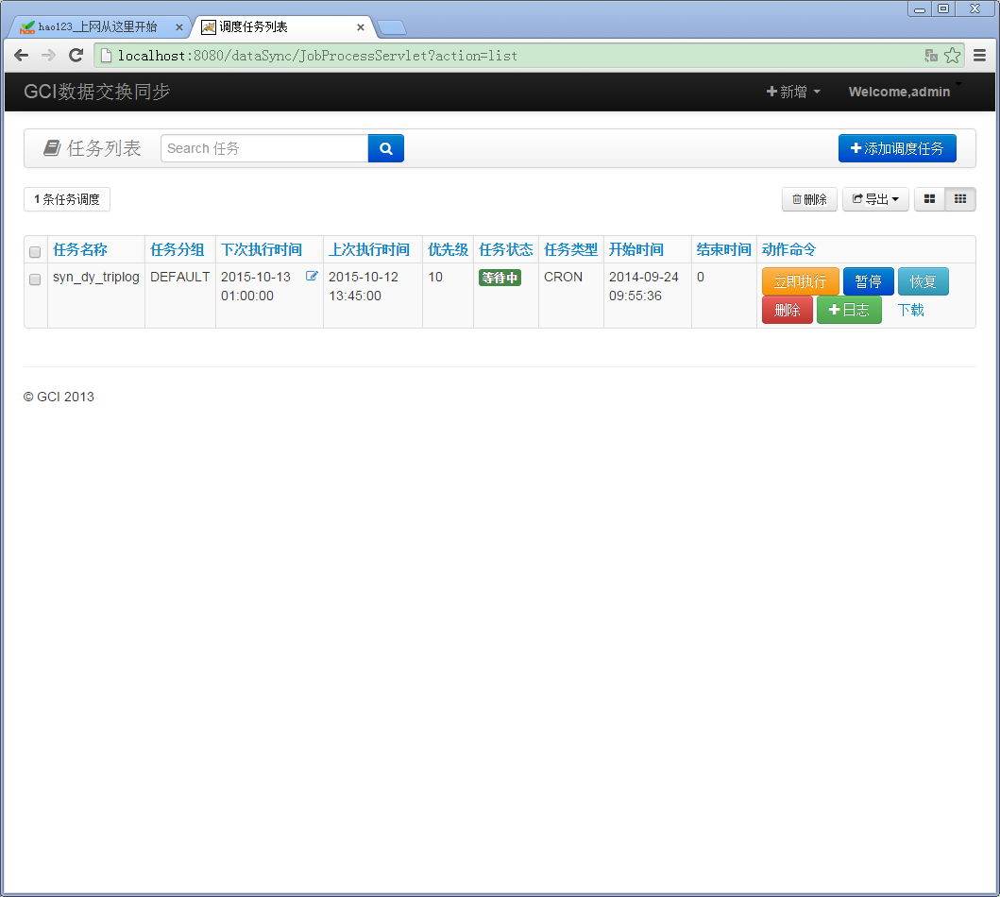 hao123_上网从这里开始
调度任务列表
localhost:8080/dataSync/JobProcessServlet?action=list
GCI数据交换同步 新增 Welcome,admin
任务列表 Search 任务 添加调度任务
1 条任务调度 删除 导出
任务名称 任务分组 下次执行时间 上次执行时间 优先级 任务状态 任务类型 开始时间 结束时间 动作命令
syn_dy_triplog DEFAULT 2015-10-13 2015-10-12 10 等待中 CRON 2014-09-24 0 立即执行 暂停 恢复
01:00:00 13:45:00 09:55:36 删除 日志 下载
© GCI 2013